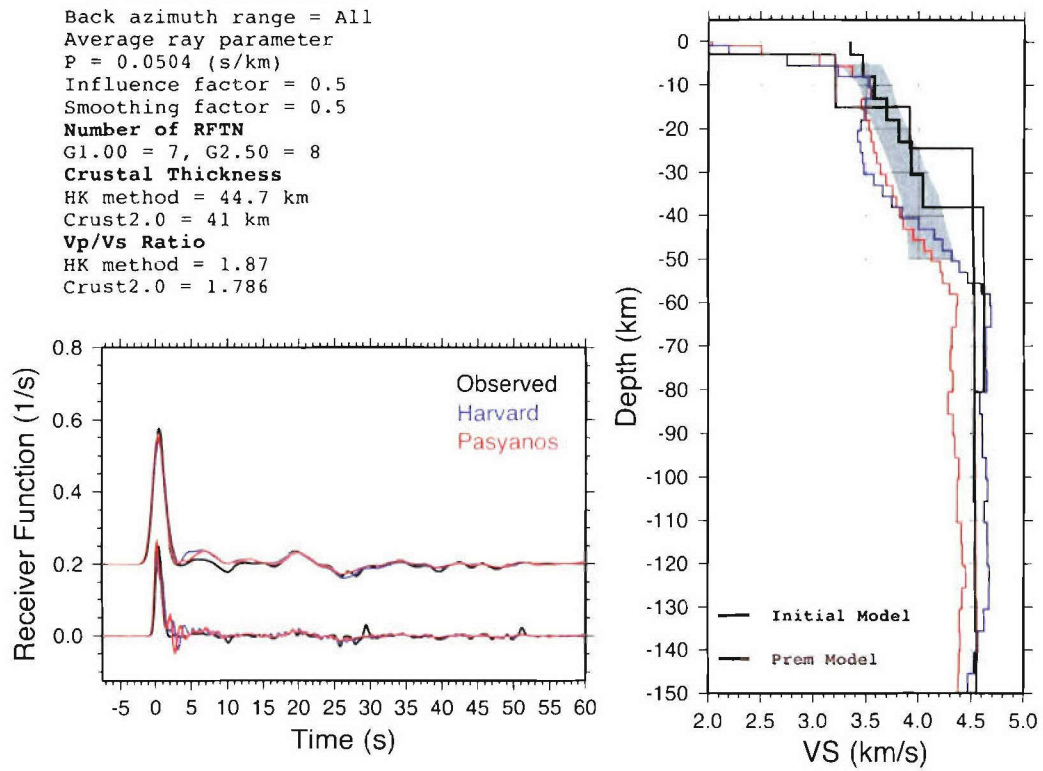 Back azimuth range = All
Average ray parameter
P = 0.0504 (s/km)
Influence factor = 0.5
Smoothing factor = 0.5
Number of RFTN
G1.00 = 7, G2.50 = 8
Crustal Thickness
HK method = 44.7 km
Crust2.0 = 41 km
Vp/Vs Ratio
HK method = 1.87
Crust2.0 = 1.786
Receiver Function (1/s)
0.8
0.6
0.4
0.2
0.0
Observed
Harvard
Pasyanos
-5 0 5 10 15 20 25 30 35 40 45 50 55 60
Time (s)
Depth (km)
0
-10
-20
-30
-40
-50
-60
-70
-80
-90
-100
-110
-120
-130
-140
-150
Initial Model
Prem Model
2.0 2.5 3.0 3.5 4.0 4.5 5.0
VS (km/s)